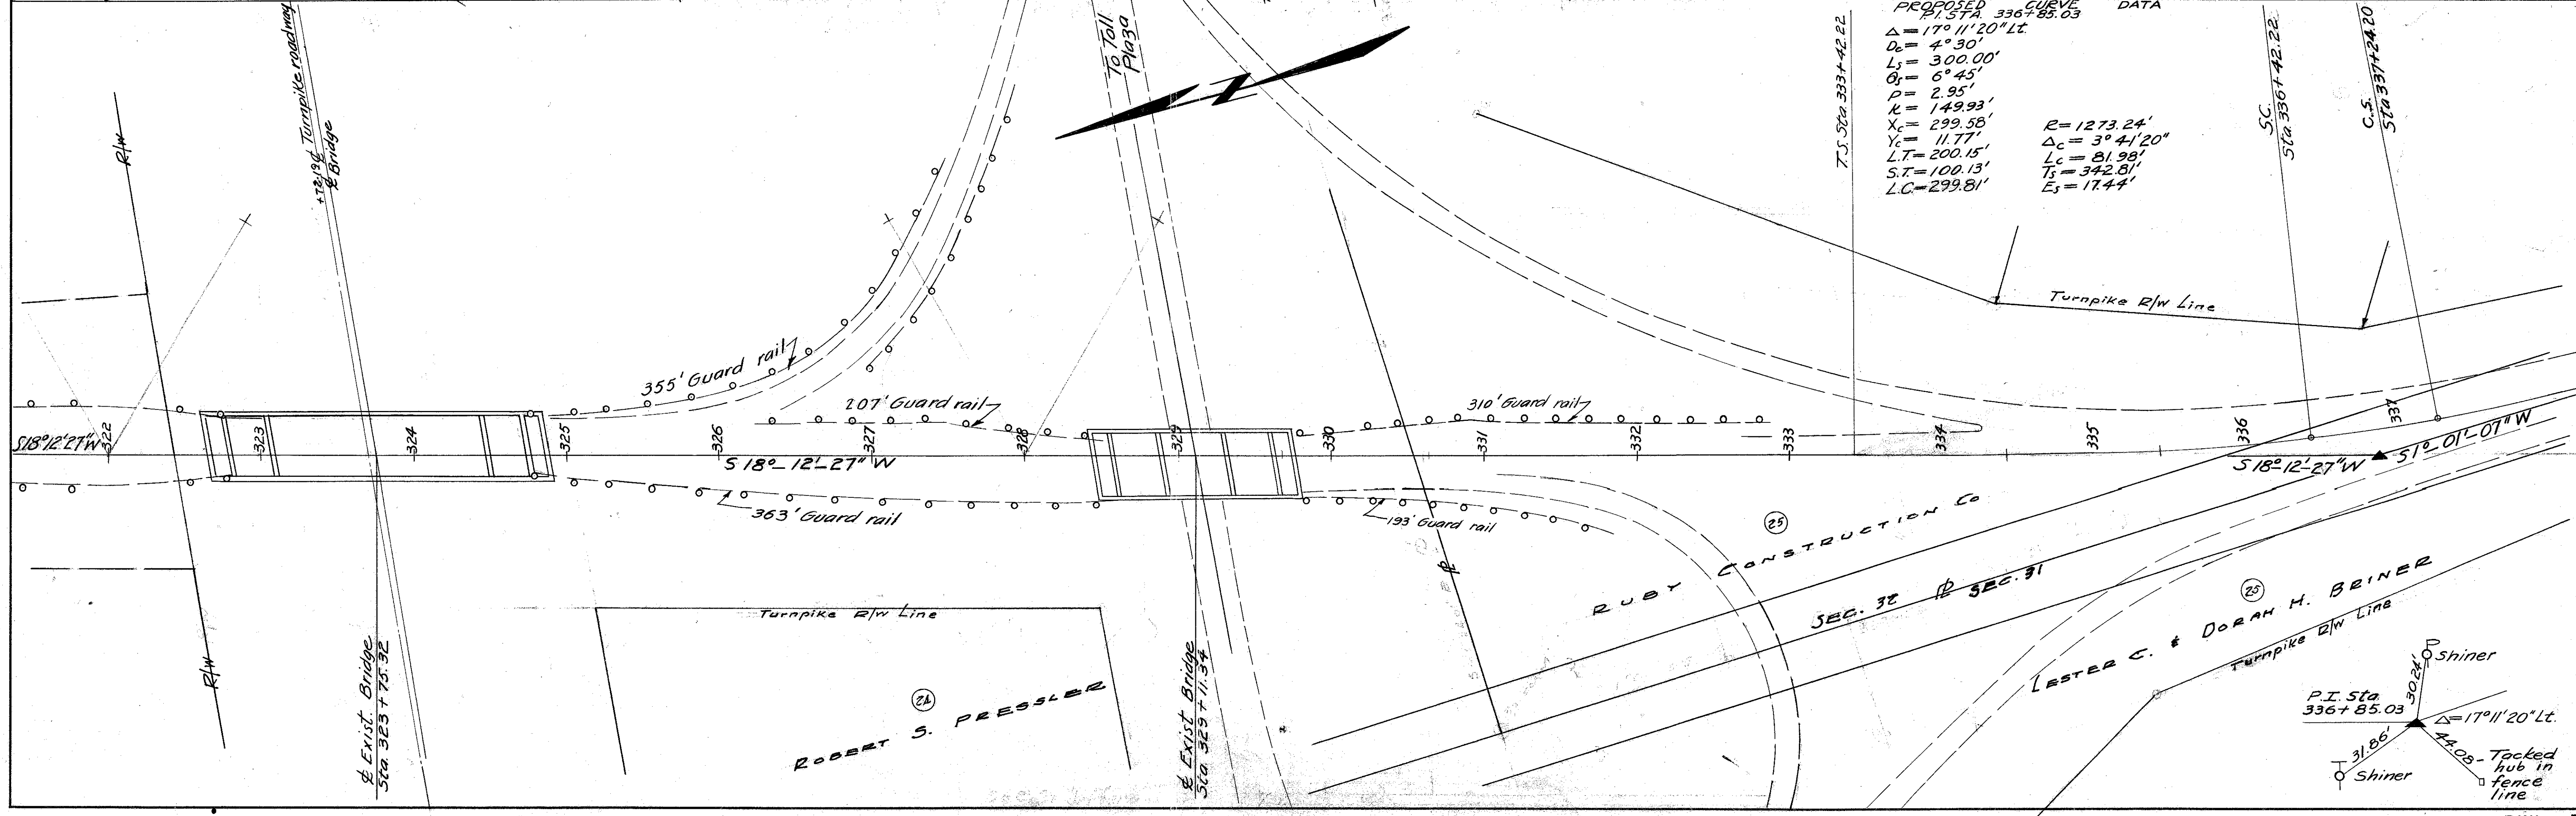 PROPOSED CURVE DATA
P.I. STA. 336+85.03
Δ = 17° 11' 20" Lt.
Dc = 4° 30'
Ls = 300.00'
Θs = 6° 45'
P = 2.95'
K = 149.93'
Xc = 299.58'
Yc = 11.77'
L.T. = 200.15'
S.T. = 100.13'
L.C. = 299.81'
R = 1273.24'
Δc = 3° 41' 20"
Lc = 81.98'
Ts = 342.81'
Es = 17.44'
R/W
+72.19 ℄ Turnpike roadway
℄ Bridge
To Toll
Plaza
T.S. Sta. 333+42.22
S.C.
Sta. 336+42.22
C.S.
Sta 337+24.20
Turnpike R/W Line
355' Guard rail
207' Guard rail
310' Guard rail
S18°12'27"W
322 323 324 325 326 327 328 329 330 331 332 333 334 335 336 337
S 18°-12'-27" W
S 18°-12'-27" W
S 1°-01'-07" W
363' Guard rail
193' Guard rail
25
RUBY CONSTRUCTION Co
SEC. 32 ⅊ SEC. 31
⅊
25
LESTER C. & DORAH H. BRINER
Turnpike R/W Line
Turnpike R/W Line
R/W
℄ Exist. Bridge
Sta. 323+75.32
24
ROBERT S. PRESSLER
℄ Exist Bridge
Sta. 329+11.34
P.I. Sta.
336+85.03
Δ = 17°11'20" Lt.
30.24'
Shiner
31.86'
Shiner
44.08
Tacked
hub in
fence
line